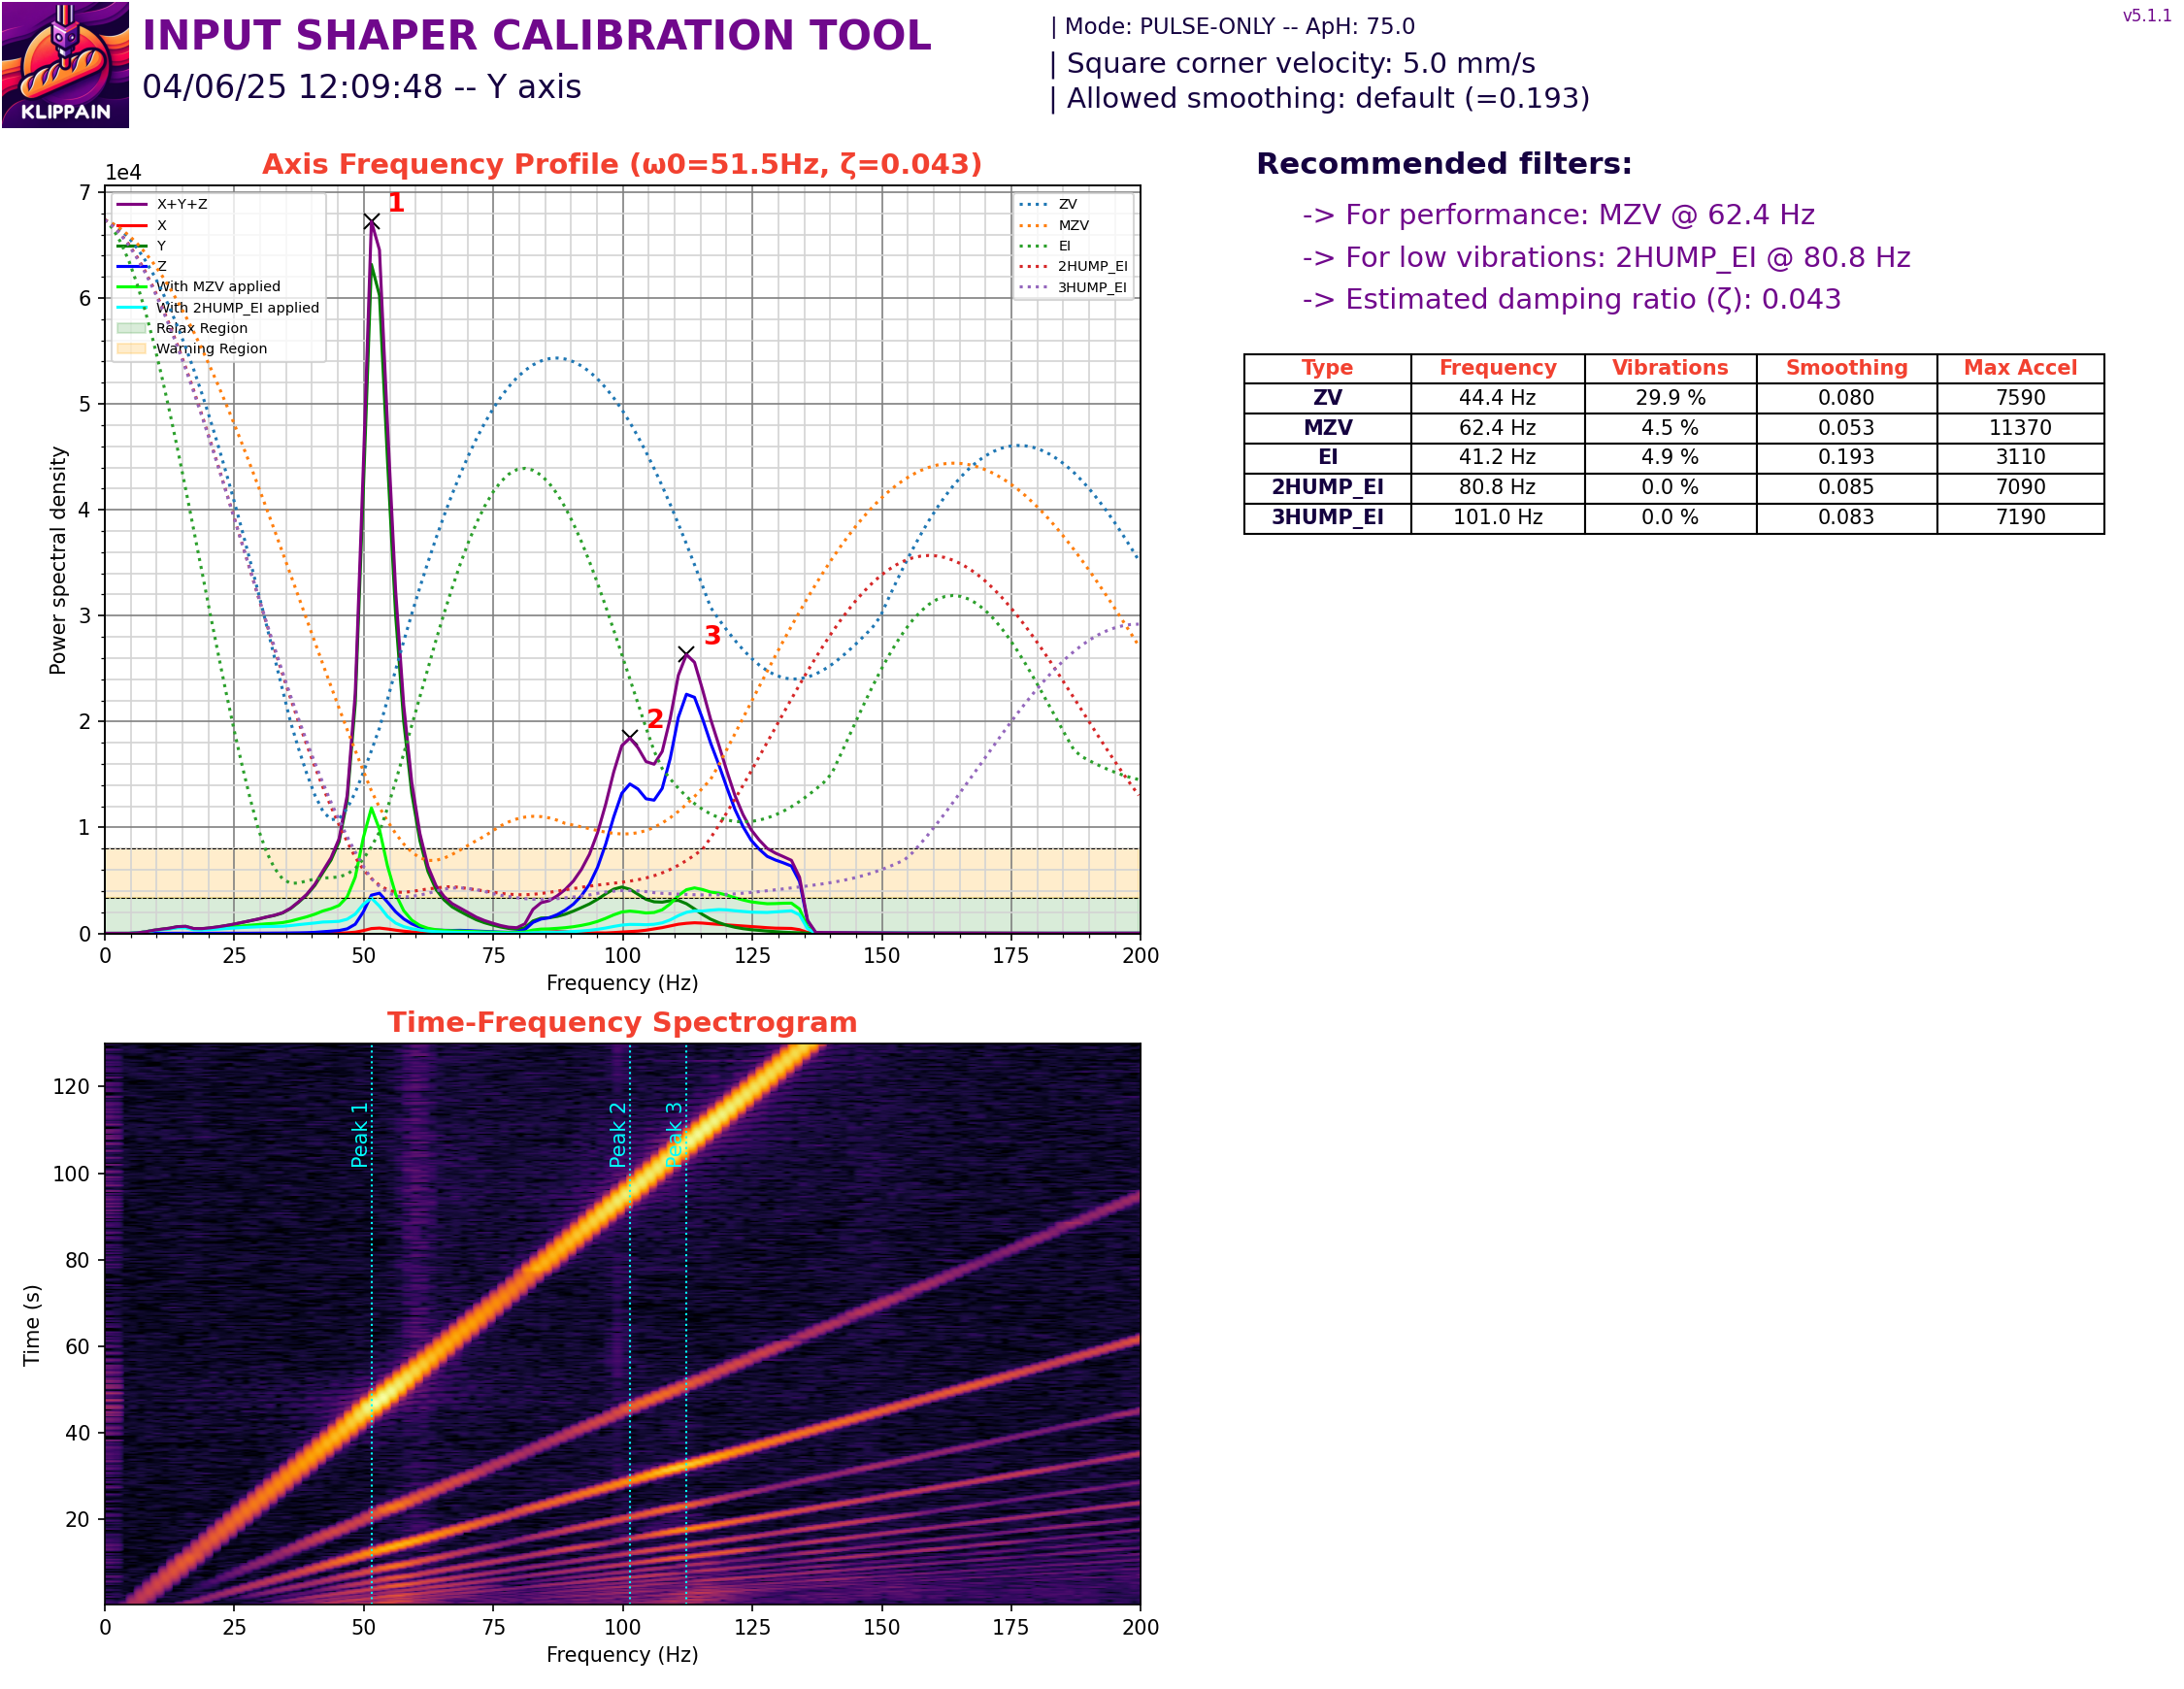 KLIPPAIN
INPUT SHAPER CALIBRATION TOOL
04/06/25 12:09:48 -- Y axis
| Mode: PULSE-ONLY -- ApH: 75.0
| Square corner velocity: 5.0 mm/s
| Allowed smoothing: default (=0.193)
v5.1.1
Axis Frequency Profile (ω0=51.5Hz, ζ=0.043)
1e4
Power spectral density
7
6
5
4
3
2
1
0
X+Y+Z
X
Y
Z
With MZV applied
With 2HUMP_EI applied
Relax Region
Warning Region
ZV
MZV
EI
2HUMP_EI
3HUMP_EI
1
2
3
0 25 50 75 100 125 150 175 200
Frequency (Hz)
Recommended filters:
-> For performance: MZV @ 62.4 Hz
-> For low vibrations: 2HUMP_EI @ 80.8 Hz
-> Estimated damping ratio (ζ): 0.043
Type Frequency Vibrations Smoothing Max Accel
ZV 44.4 Hz 29.9 % 0.080 7590
MZV 62.4 Hz 4.5 % 0.053 11370
EI 41.2 Hz 4.9 % 0.193 3110
2HUMP_EI 80.8 Hz 0.0 % 0.085 7090
3HUMP_EI 101.0 Hz 0.0 % 0.083 7190
Time-Frequency Spectrogram
Time (s)
120
100
80
60
40
20
Peak 1
Peak 2
Peak 3
0 25 50 75 100 125 150 175 200
Frequency (Hz)